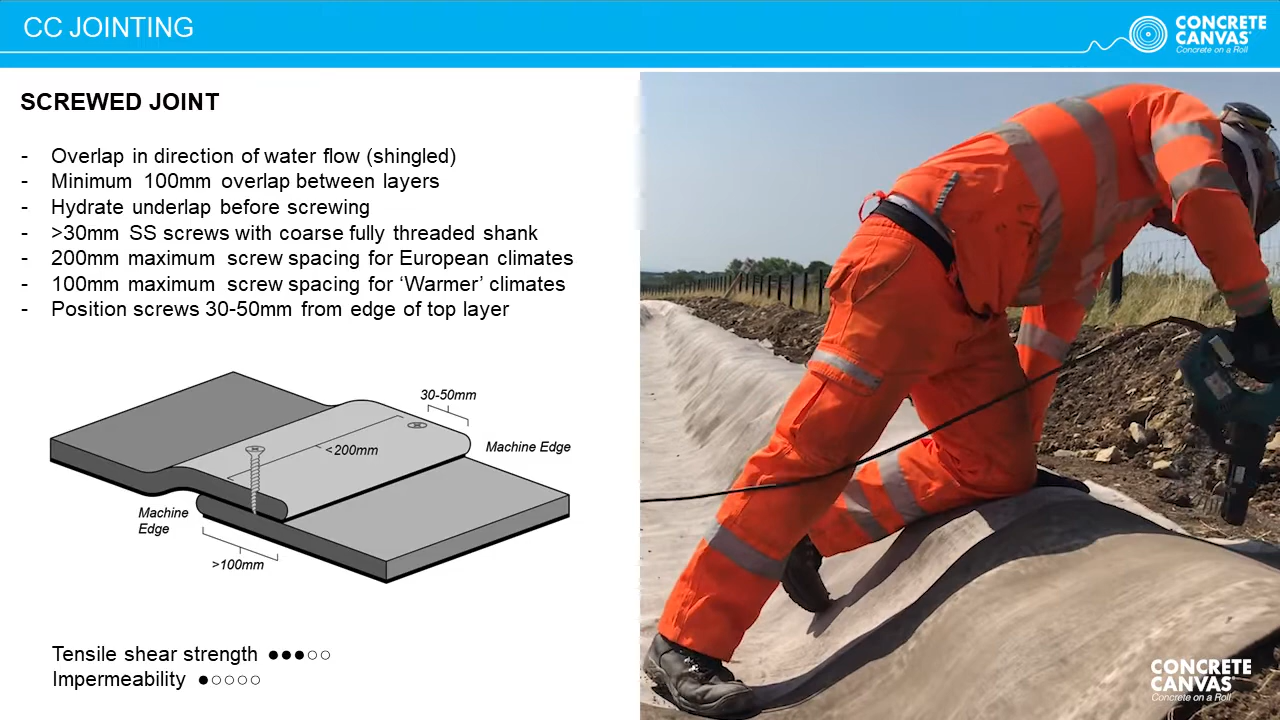 CC JOINTING
CONCRETE
CANVAS®
Concrete on a Roll
SCREWED JOINT
- Overlap in direction of water flow (shingled)
- Minimum 100mm overlap between layers
- Hydrate underlap before screwing
- >30mm SS screws with coarse fully threaded shank
- 200mm maximum screw spacing for European climates
- 100mm maximum screw spacing for ‘Warmer’ climates
- Position screws 30-50mm from edge of top layer
30-50mm
<200mm
Machine Edge
Machine
Edge
>100mm
Tensile shear strength ●●●○○
Impermeability ●○○○○
CONCRETE
CANVAS®
Concrete on a Roll